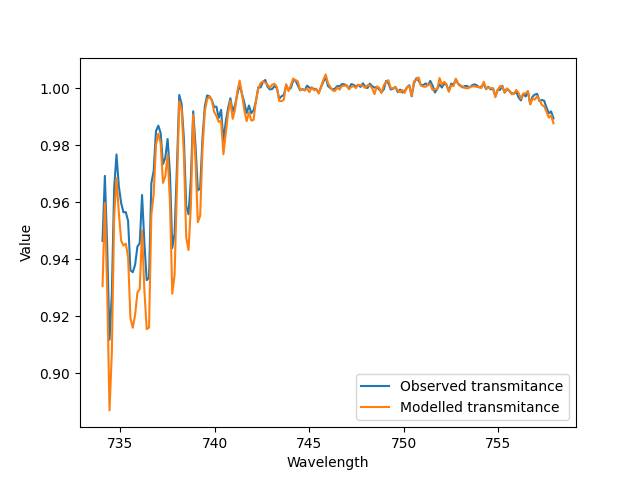 1.00
0.98
0.96
0.94
0.92
0.90
Value
735
740
745
750
755
Wavelength
Observed transmitance
Modelled transmitance